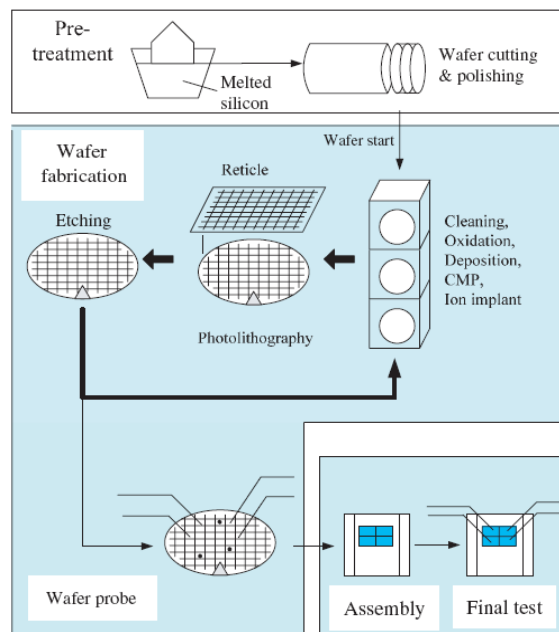 Pre-
treatment
Melted
silicon
Wafer cutting
& polishing
Wafer start
Wafer
fabrication
Reticle
Etching
Cleaning,
Oxidation,
Deposition,
CMP,
Ion implant
Photolithography
Wafer probe
Assembly
Final test